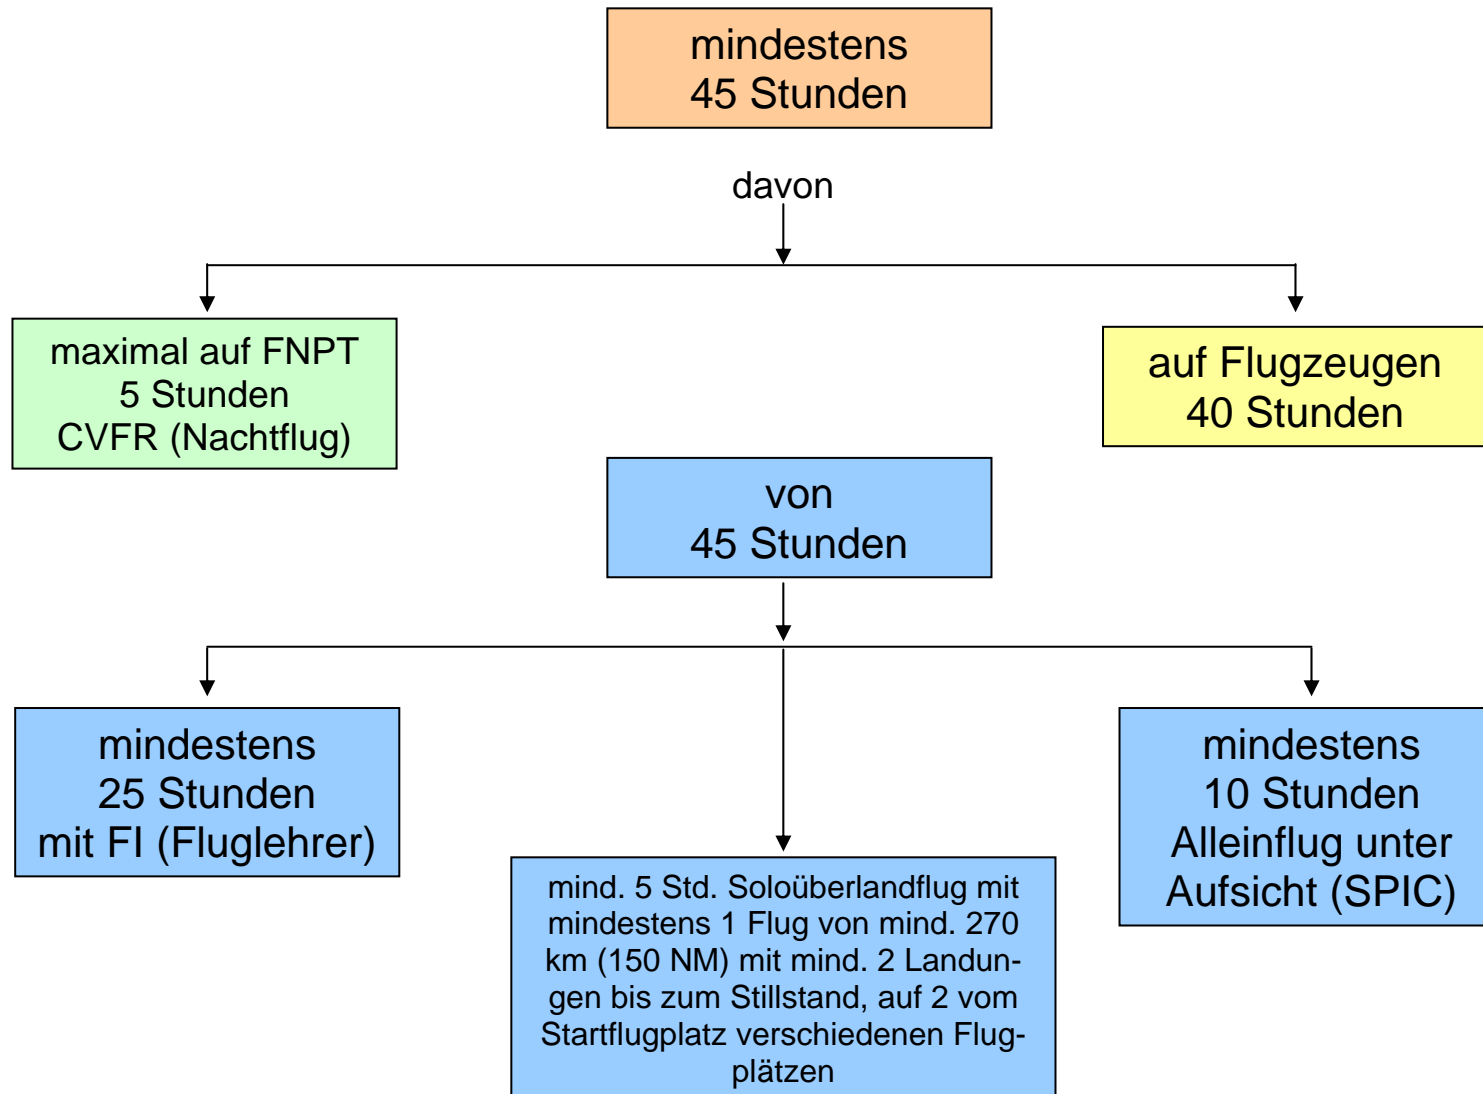 mindestens
45 Stunden
davon
maximal auf FNPT
5 Stunden
CVFR (Nachtflug)
auf Flugzeugen
40 Stunden
von
45 Stunden
mindestens
25 Stunden
mit FI (Fluglehrer)
mind. 5 Std. Soloüberlandflug mit
mindestens 1 Flug von mind. 270
km (150 NM) mit mind. 2 Landun-
gen bis zum Stillstand, auf 2 vom
Startflugplatz verschiedenen Flug-
plätzen
mindestens
10 Stunden
Alleinflug unter
Aufsicht (SPIC)